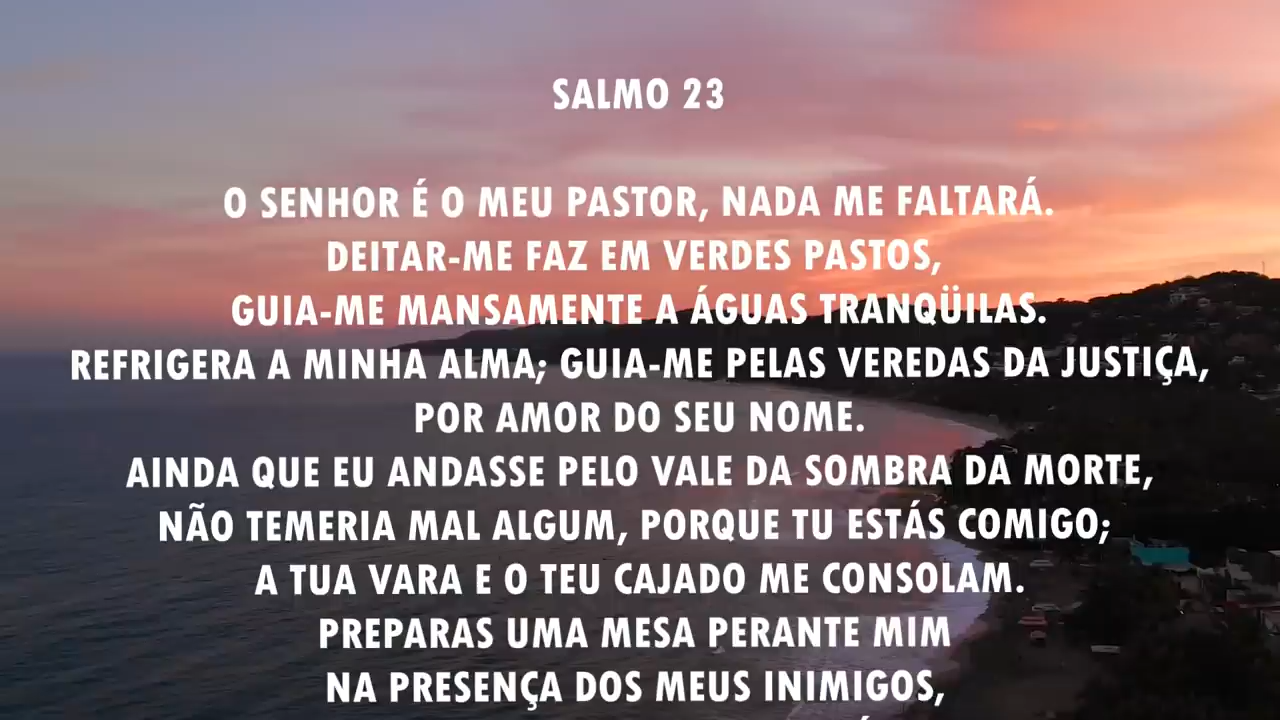 SALMO 23
O SENHOR É O MEU PASTOR, NADA ME FALTARÁ.
DEITAR-ME FAZ EM VERDES PASTOS,
GUIA-ME MANSAMENTE A ÁGUAS TRANQÜILAS.
REFRIGERA A MINHA ALMA; GUIA-ME PELAS VEREDAS DA JUSTIÇA,
POR AMOR DO SEU NOME.
AINDA QUE EU ANDASSE PELO VALE DA SOMBRA DA MORTE,
NÃO TEMERIA MAL ALGUM, PORQUE TU ESTÁS COMIGO;
A TUA VARA E O TEU CAJADO ME CONSOLAM.
PREPARAS UMA MESA PERANTE MIM
NA PRESENÇA DOS MEUS INIMIGOS,